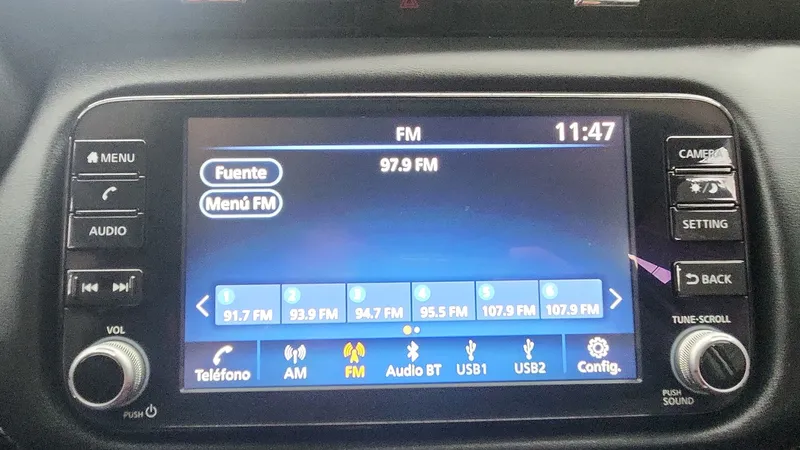 FM
11:47
97.9 FM
Fuente
Menú FM
1 2 3 4 5 6
91.7 FM 93.9 FM 94.7 FM 95.5 FM 107.9 FM 107.9 FM
Teléfono AM FM Audio BT USB1 USB2 Config.
MENU
AUDIO
VOL
PUSH
CAMERA
SETTING
BACK
TUNE·SCROLL
PUSH
SOUND